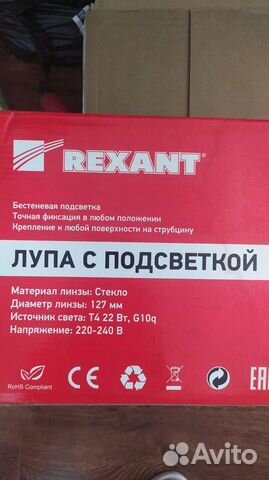 REXANT®
Бестеневая подсветка
Точная фиксация в любом положении
Крепление к любой поверхности на струбцину
ЛУПА С ПОДСВЕТКОЙ
Материал линзы: Стекло
Диаметр линзы: 127 мм
Источник света: T4 22 Вт, G10q
Напряжение: 220-240 В
RoHS Compliant
CE
EAC
Avito